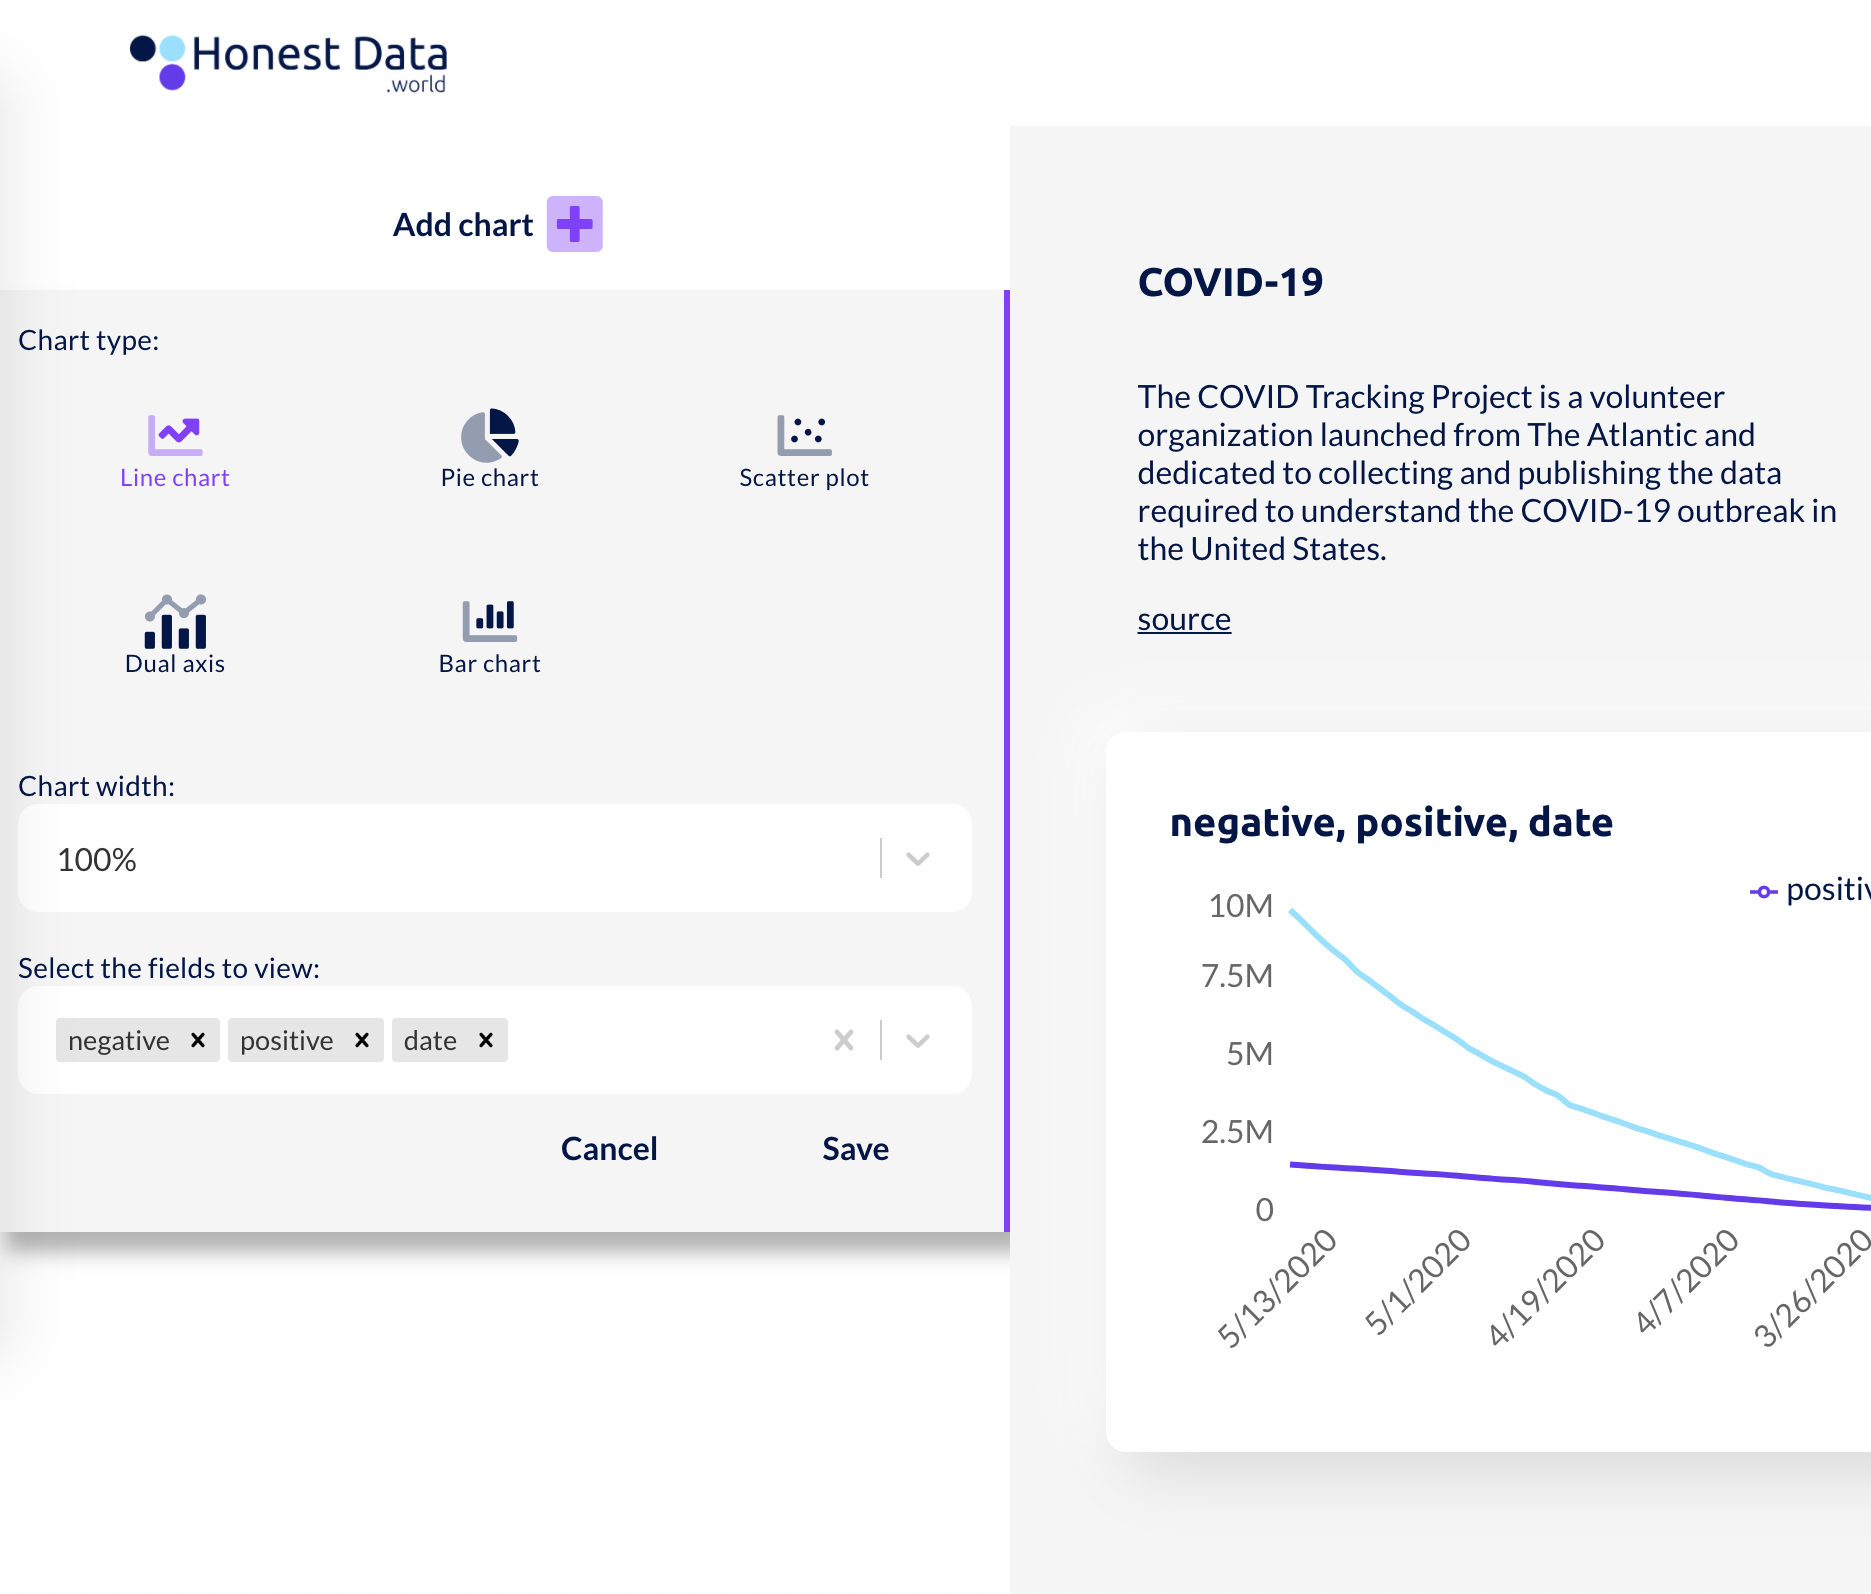 Honest Data
.world
Add chart
Chart type:
Line chart
Pie chart
Scatter plot
Dual axis
Bar chart
Chart width:
100%
Select the fields to view:
negative
positive
date
Cancel
Save
COVID-19
The COVID Tracking Project is a volunteer
organization launched from The Atlantic and
dedicated to collecting and publishing the data
required to understand the COVID-19 outbreak in
the United States.
source
negative, positive, date
positiv
10M
7.5M
5M
2.5M
0
5/13/2020
5/1/2020
4/19/2020
4/7/2020
3/26/2020